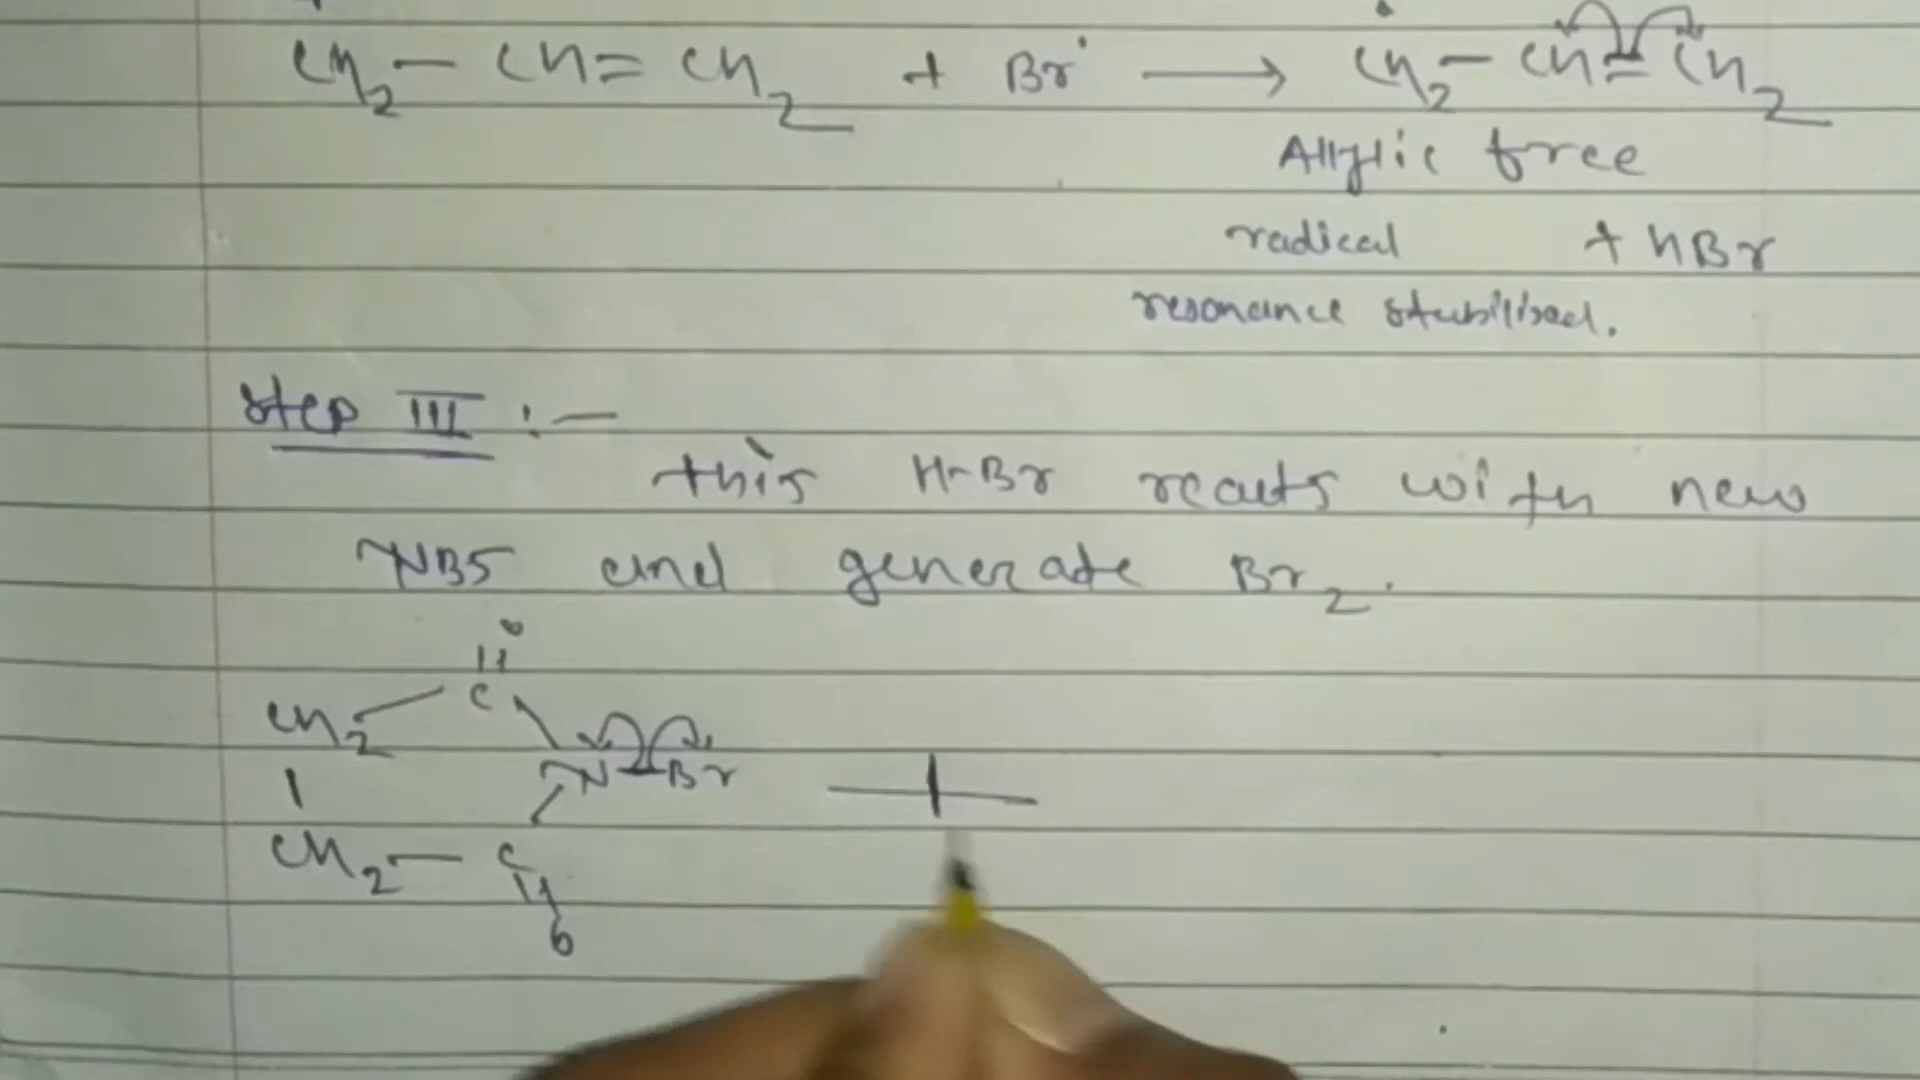 CH2 — CH = CH2 + Br· ⟶ ĊH2 — CH = CH2
Allylic free
radical + HBr
resonance stabilised.
Step III :—
this H-Br reacts with new
NBS and generate Br2.
O
C
CH2
N—Br +
CH2 — C
O